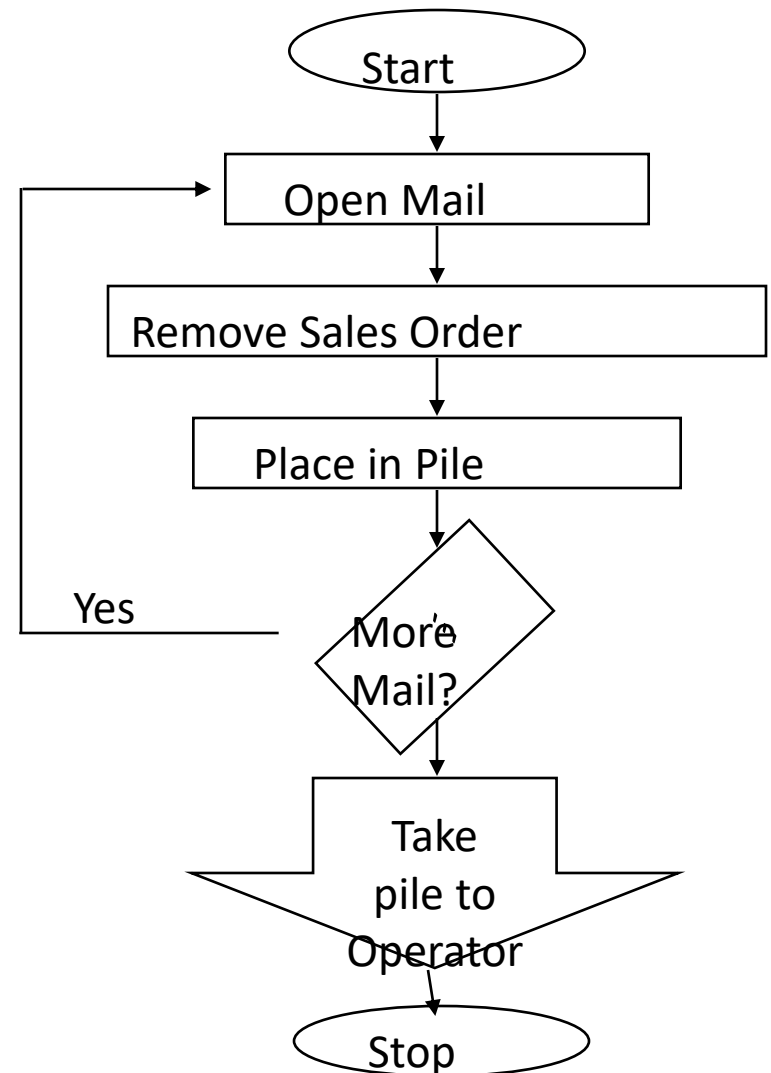 Start
Open Mail
Remove Sales Order
Place in Pile
Yes
More
Mail?
Take
pile to
Operator
Stop